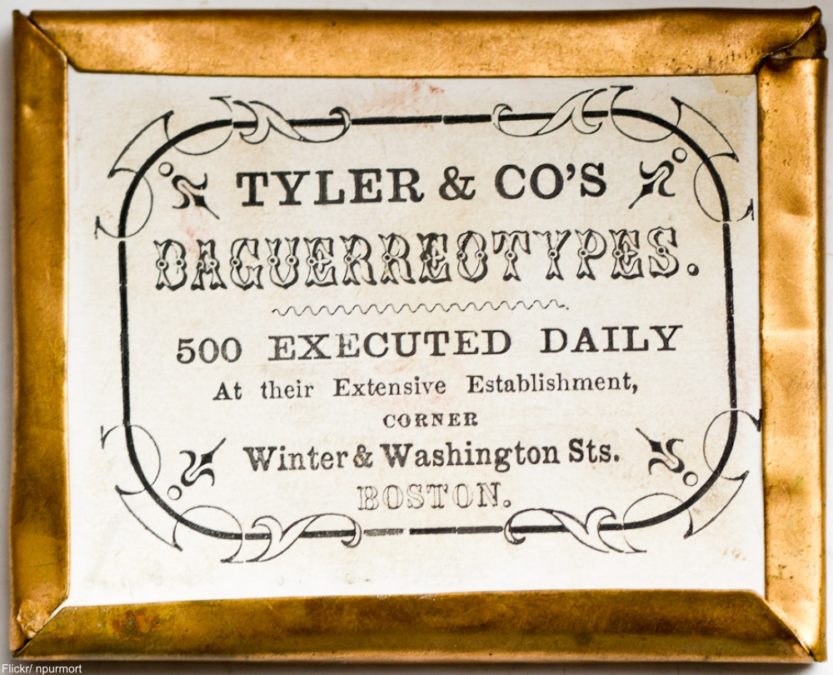 TYLER & CO'S
DAGUERREOTYPES.
500 EXECUTED DAILY
At their Extensive Establishment,
CORNER
Winter & Washington Sts.
BOSTON.
Flickr/ npurmort